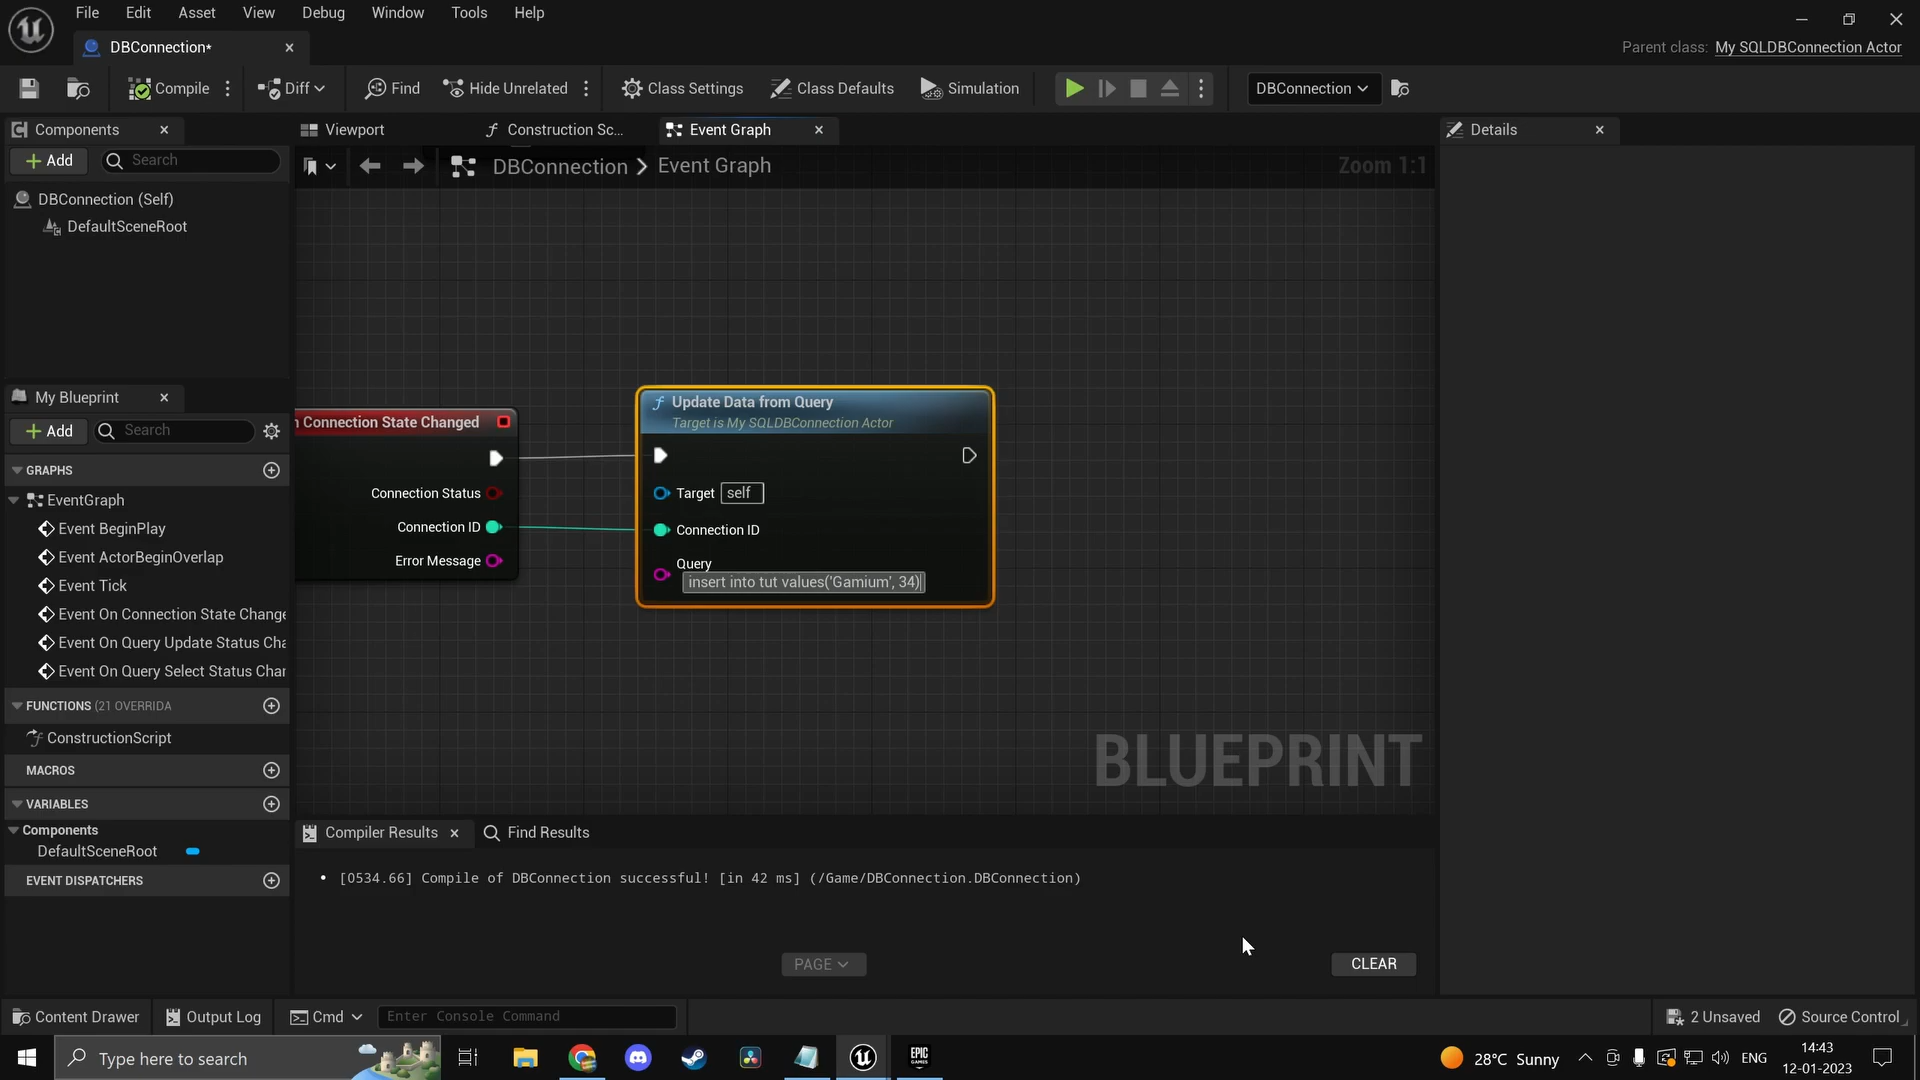 File Edit Asset View Debug Window Tools Help
DBConnection*
Parent class: My SQLDBConnection Actor
Compile Diff Find Hide Unrelated Class Settings Class Defaults Simulation DBConnection
Components
Viewport Construction Sc... Event Graph
Details
Add Search
DBConnection Event Graph Zoom 1:1
DBConnection (Self)
DefaultSceneRoot
My Blueprint
Add Search
GRAPHS
EventGraph
Event BeginPlay
Event ActorBeginOverlap
Event Tick
Event On Connection State Change
Event On Query Update Status Cha
Event On Query Select Status Char
FUNCTIONS (21 OVERRIDA
ConstructionScript
MACROS
VARIABLES
Components
DefaultSceneRoot
EVENT DISPATCHERS
Connection State Changed
Connection Status
Connection ID
Error Message
Update Data from Query
Target is My SQLDBConnection Actor
Target self
Connection ID
Query
insert into tut values('Gamium', 34)
BLUEPRINT
Compiler Results Find Results
• [0534.66] Compile of DBConnection successful! [in 42 ms] (/Game/DBConnection.DBConnection)
PAGE CLEAR
Content Drawer Output Log Cmd Enter Console Command 2 Unsaved Source Control
Type here to search
EPIC GAMES
28°C Sunny ENG
14:43
12-01-2023